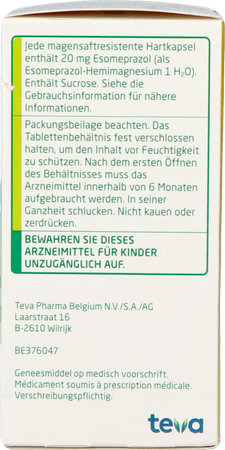 Jede magensaftresistente Hartkapsel
enthält 20 mg Esomeprazol (als
Esomeprazol-Hemimagnesium 1 H₂O).
Enthält Sucrose. Siehe die
Gebrauchsinformation für nähere
Informationen.
Packungsbeilage beachten. Das
Tablettenbehältnis fest verschlossen
halten, um den Inhalt vor Feuchtigkeit
zu schützen. Nach dem ersten Öffnen
des Behältnisses muss das
Arzneimittel innerhalb von 6 Monaten
aufgebraucht werden. In seiner
Ganzheit schlucken. Nicht kauen oder
zerdrücken.
BEWAHREN SIE DIESES
ARZNEIMITTEL FÜR KINDER
UNZUGÄNGLICH AUF.
Teva Pharma Belgium N.V./S.A./AG
Laarstraat 16
B-2610 Wilrijk
BE376047
Geneesmiddel op medisch voorschrift.
Médicament soumis à prescription médicale.
Verschreibungspflichtig.
teva